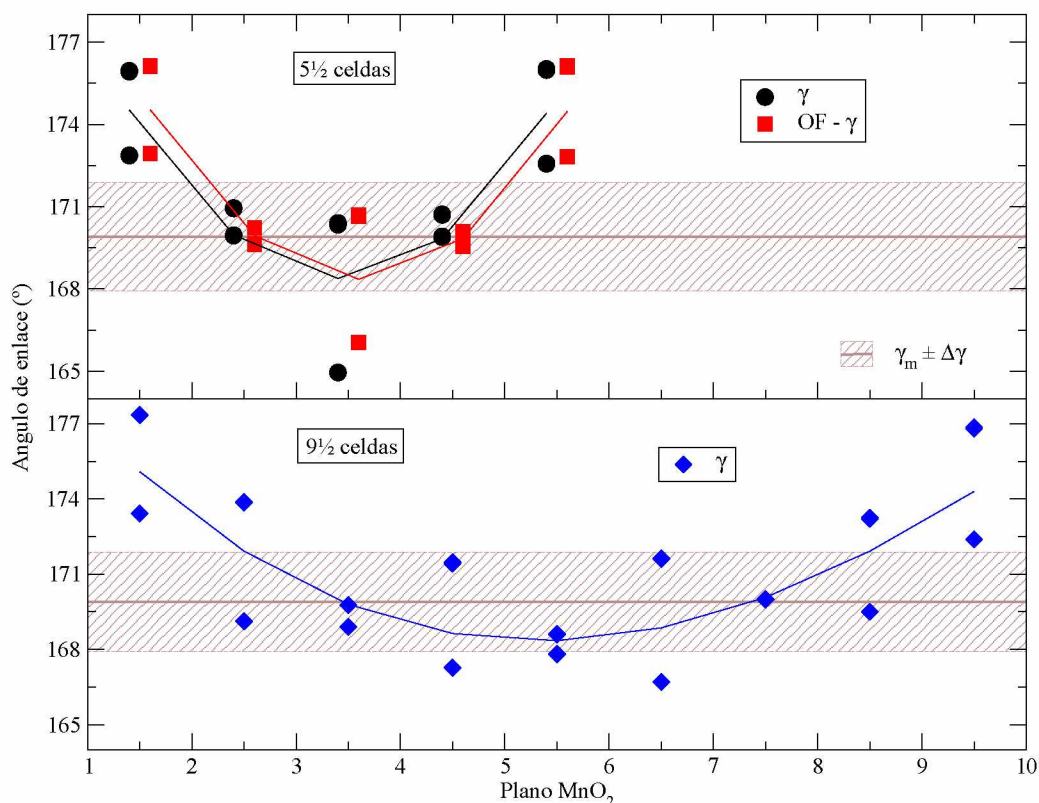 177
5½ celdas
γ
OF - γ
174
171
168
γₘ ± Δγ
165
Angulo de enlace (º)
177
9½ celdas
γ
174
171
168
165
1 2 3 4 5 6 7 8 9 10
Plano MnO₂